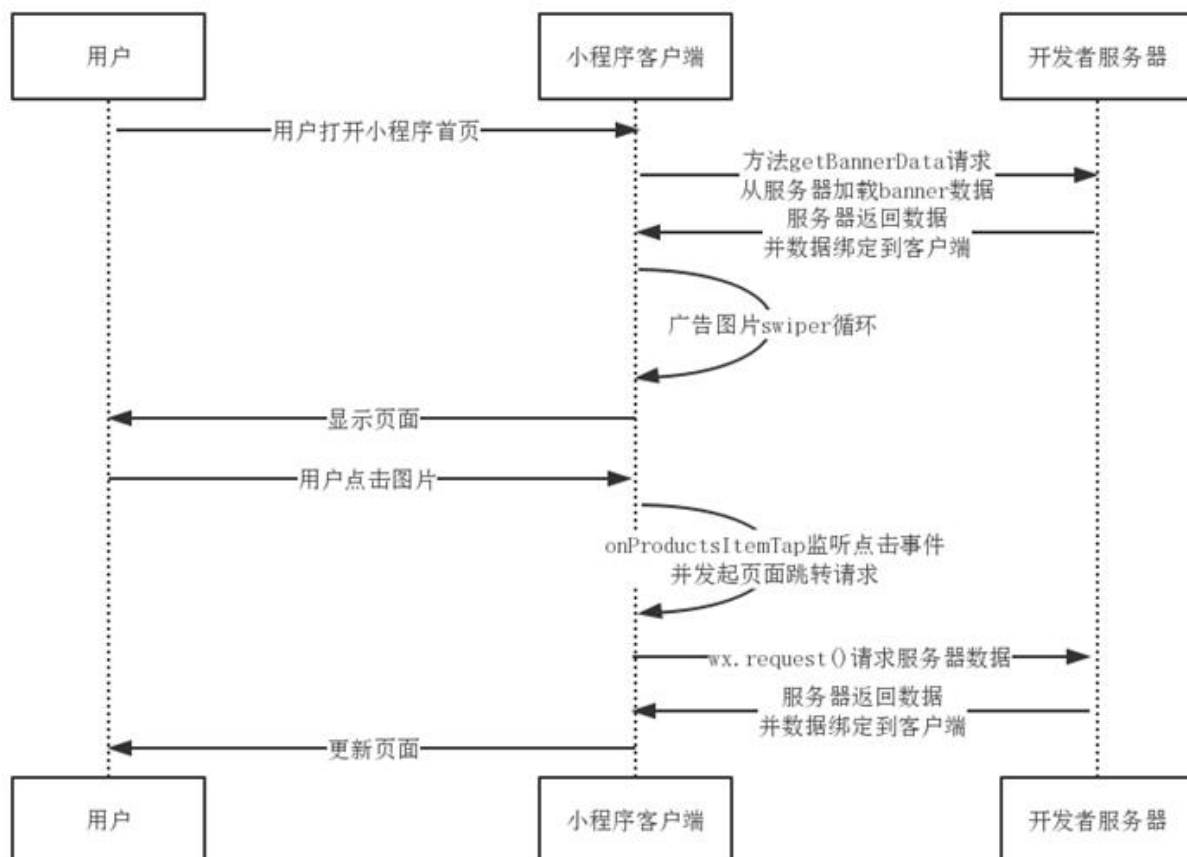 用户
小程序客户端
开发者服务器
用户打开小程序首页
方法getBannerData请求
从服务器加载banner数据
服务器返回数据
并数据绑定到客户端
广告图片swiper循环
显示页面
用户点击图片
onProductsItemTap监听点击事件
并发起页面跳转请求
wx.request()请求服务器数据
服务器返回数据
并数据绑定到客户端
更新页面
用户
小程序客户端
开发者服务器